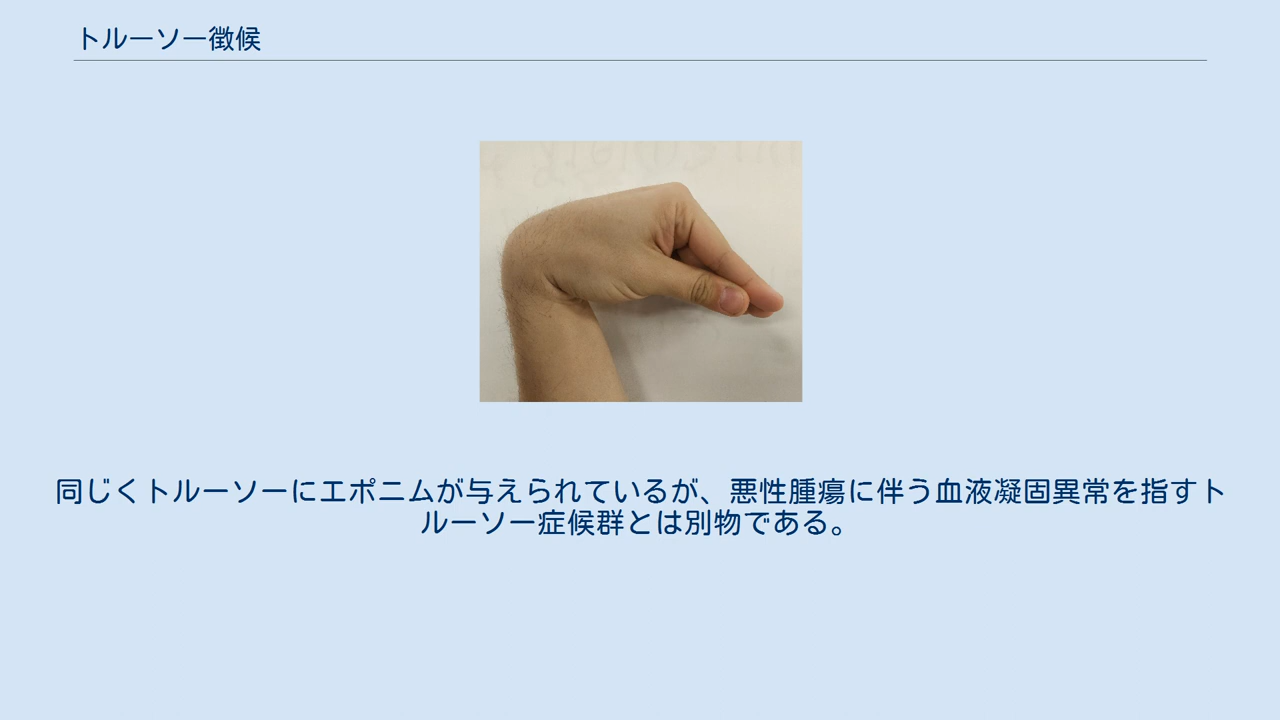 トルーソー徴候
同じくトルーソーにエポニムが与えられているが、悪性腫瘍に伴う血液凝固異常を指すト
ルーソー症候群とは別物である。